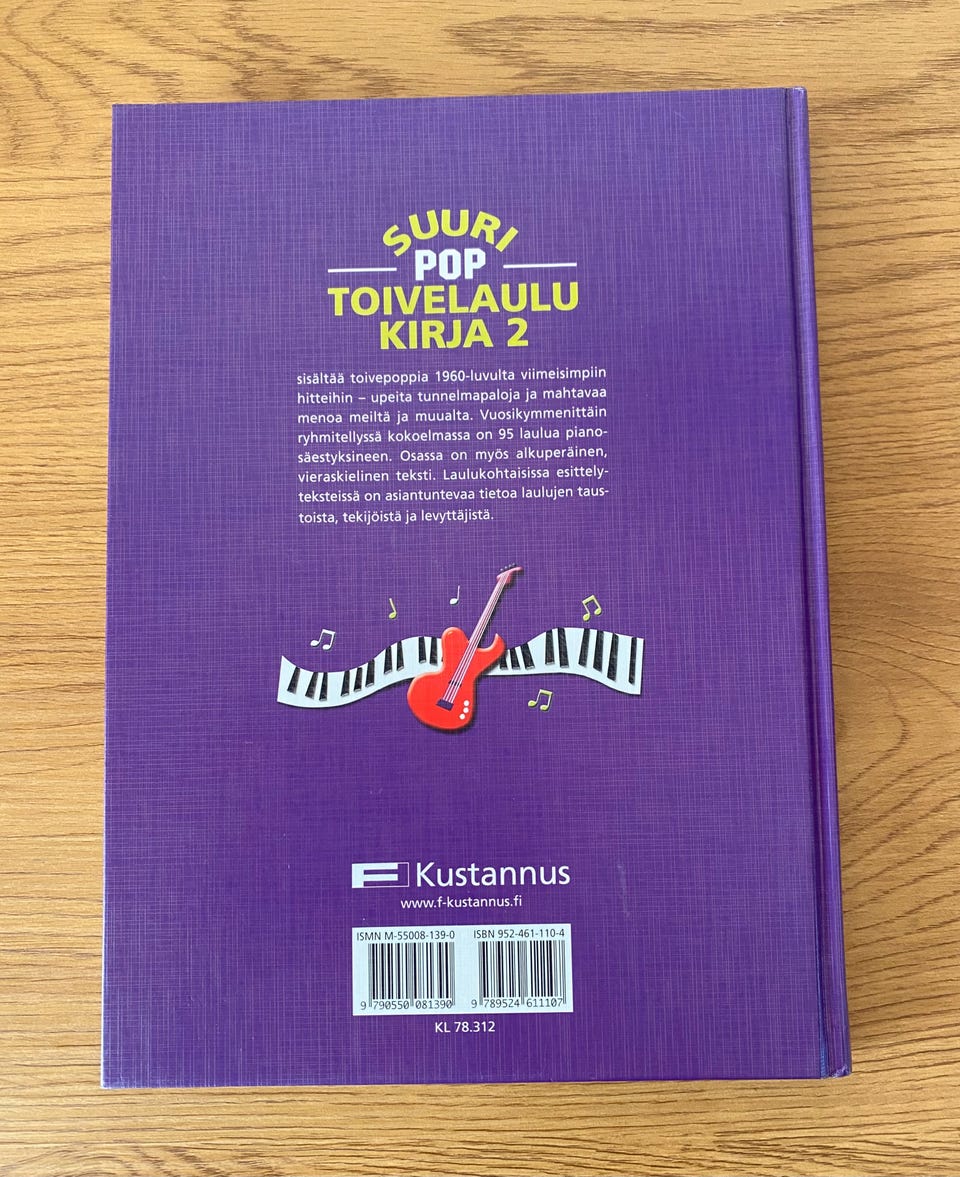 SUURI
POP
TOIVELAULU
KIRJA 2
sisältää toivepoppia 1960-luvulta viimeisimpiin
hitteihin – upeita tunnelmapaloja ja mahtavaa
menoa meiltä ja muualta. Vuosikymmenittäin
ryhmitellyssä kokoelmassa on 95 laulua piano-
säestyksineen. Osassa on myös alkuperäinen,
vieraskielinen teksti. Laulukohtaisissa esittely-
teksteissä on asiantuntevaa tietoa laulujen taus-
toista, tekijöistä ja levyttäjistä.
F Kustannus
www.f-kustannus.fi
ISMN M-55008-139-0 ISBN 952-461-110-4
9 790550 081390 9 789524 611107
KL 78.312